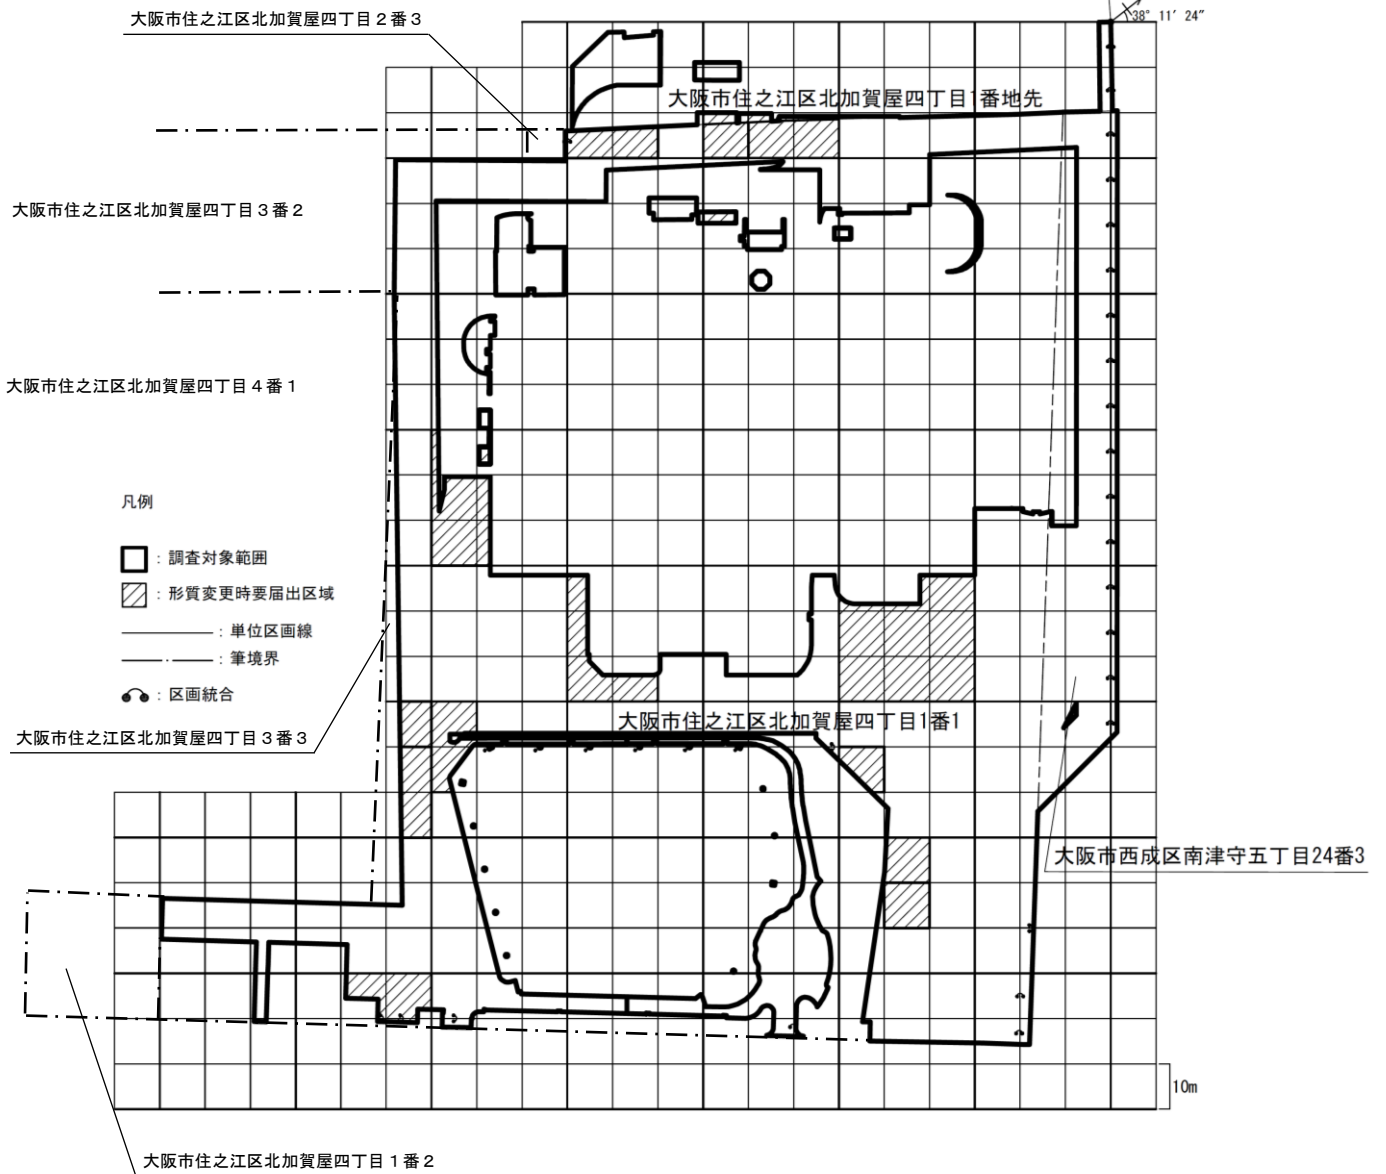 大阪市住之江区北加賀屋四丁目２番３
38° 11′ 24″
大阪市住之江区北加賀屋四丁目1番地先
大阪市住之江区北加賀屋四丁目３番２
大阪市住之江区北加賀屋四丁目４番１
凡例
：調査対象範囲
：形質変更時要届出区域
：単位区画線
：筆境界
：区画統合
大阪市住之江区北加賀屋四丁目1番1
大阪市住之江区北加賀屋四丁目３番３
大阪市西成区南津守五丁目24番3
10m
大阪市住之江区北加賀屋四丁目１番２